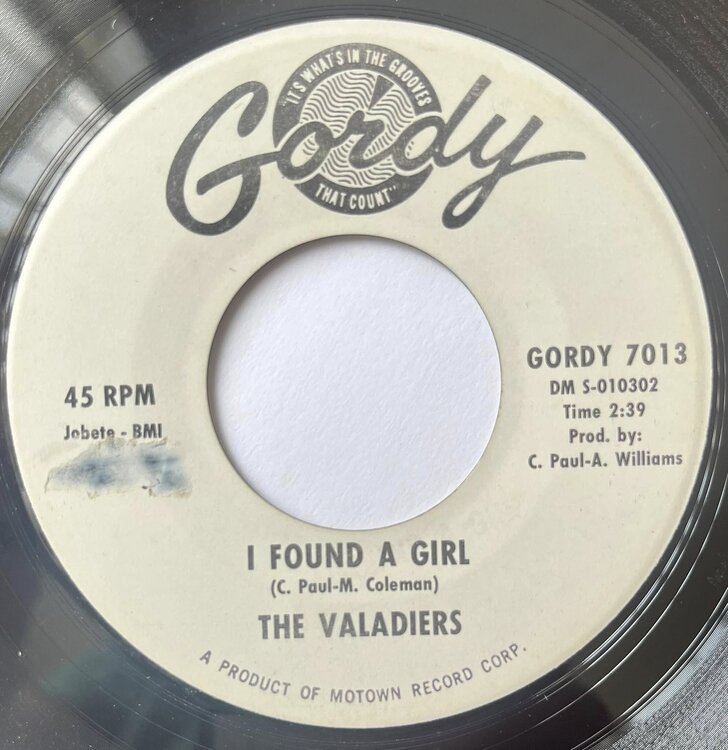 "IT'S WHAT'S IN THE GROOVES
Gordy
THAT COUNT"
GORDY 7013
DM S-010302
Time 2:39
Prod. by:
C. Paul-A. Williams
45 RPM
Jobete - BMI
I FOUND A GIRL
(C. Paul-M. Coleman)
THE VALADIERS
A PRODUCT OF MOTOWN RECORD CORP.